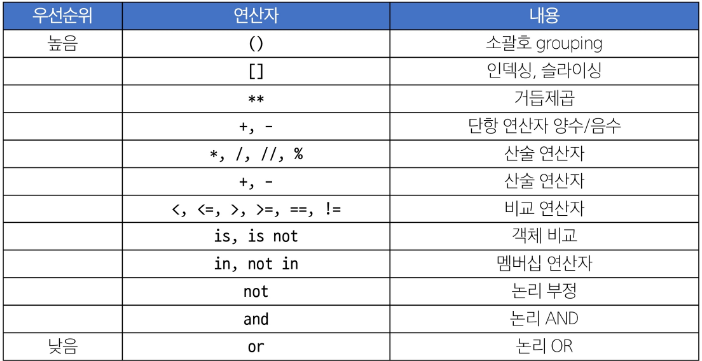 우선순위 연산자 내용
높음 () 소괄호 grouping
[] 인덱싱, 슬라이싱
** 거듭제곱
+, - 단항 연산자 양수/음수
*, /, //, % 산술 연산자
+, - 산술 연산자
<, <=, >, >=, ==, != 비교 연산자
is, is not 객체 비교
in, not in 멤버십 연산자
not 논리 부정
and 논리 AND
낮음 or 논리 OR